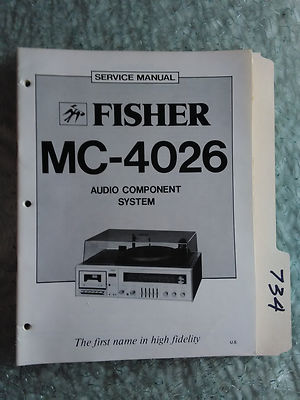 SERVICE MANUAL
FISHER
MC-4026
AUDIO COMPONENT
SYSTEM
The first name in high fidelity
U.S.
734